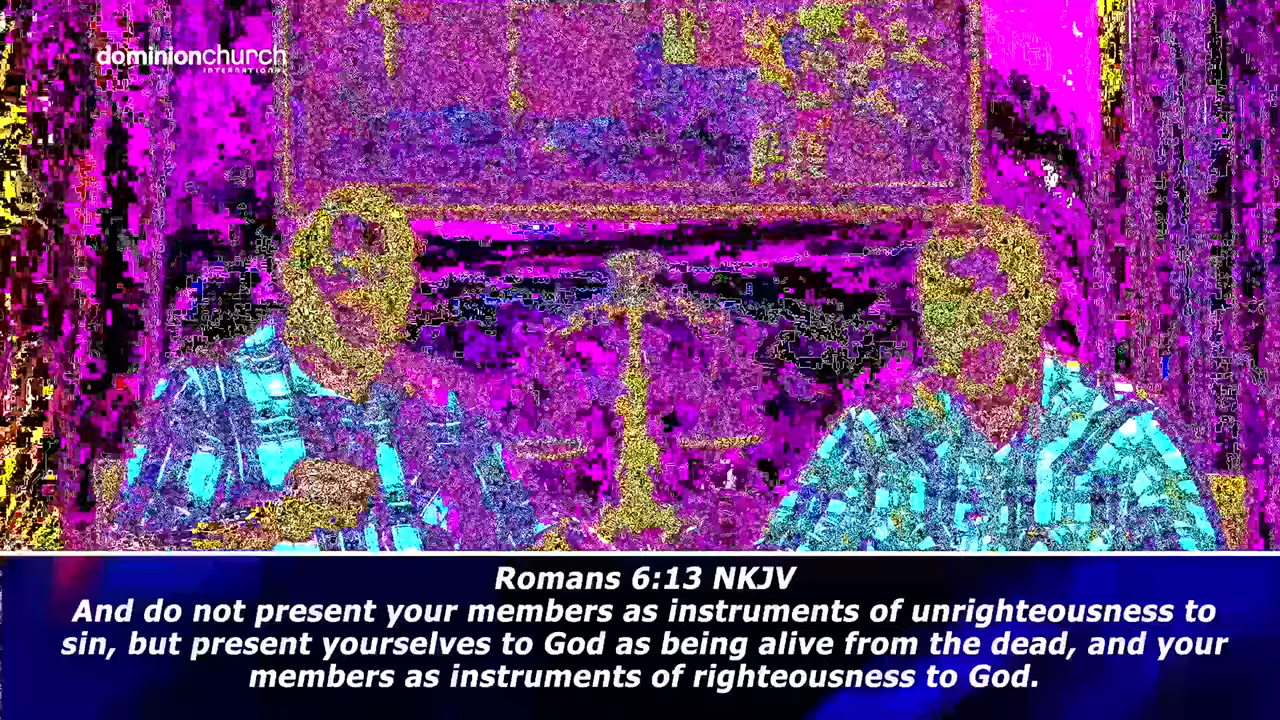 dominionchurch
INTERNATIONAL
Romans 6:13 NKJV
And do not present your members as instruments of unrighteousness to
sin, but present yourselves to God as being alive from the dead, and your
members as instruments of righteousness to God.